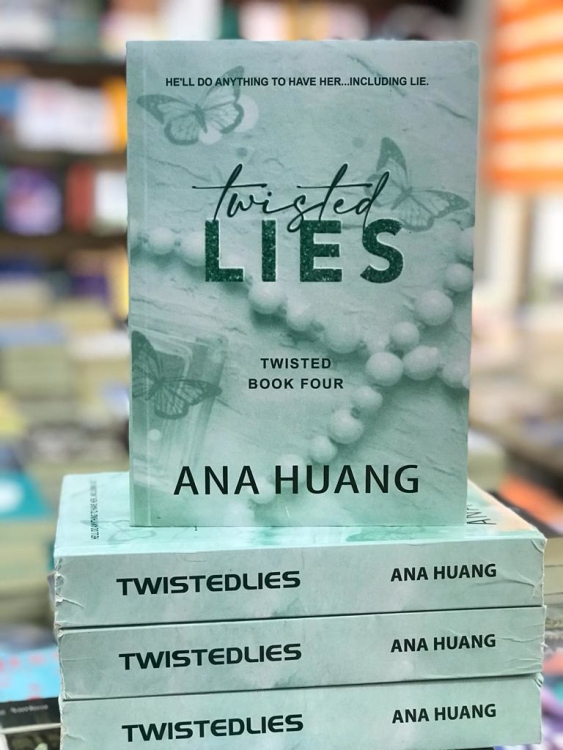 HE'LL DO ANYTHING TO HAVE HER...INCLUDING LIE.
twisted
LIES
TWISTED
BOOK FOUR
ANA HUANG
TWISTEDLIES ANA HUANG
TWISTEDLIES ANA HUANG
TWISTEDLIES ANA HUANG